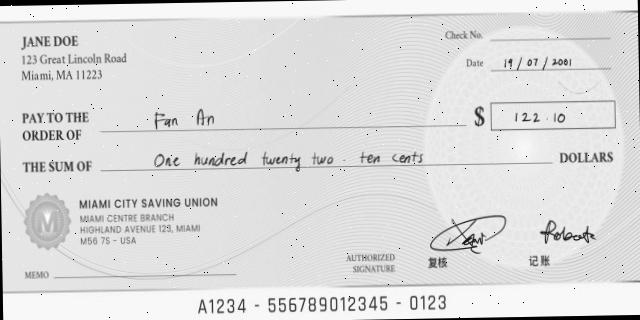 JANE DOE
123 Great Lincoln Road
Miami, MA 11223
Check No.
Date 19 / 07 / 2001
PAY TO THE
ORDER OF Fan An
$ 122.10
THE SUM OF One hundred twenty two . ten cents DOLLARS
M
MIAMI CITY SAVING UNION
MIAMI CENTRE BRANCH
HIGHLAND AVENUE 129, MIAMI
M56 7S - USA
AUTHORIZED
SIGNATURE
复核
记账
MEMO
A1234 - 556789012345 - 0123